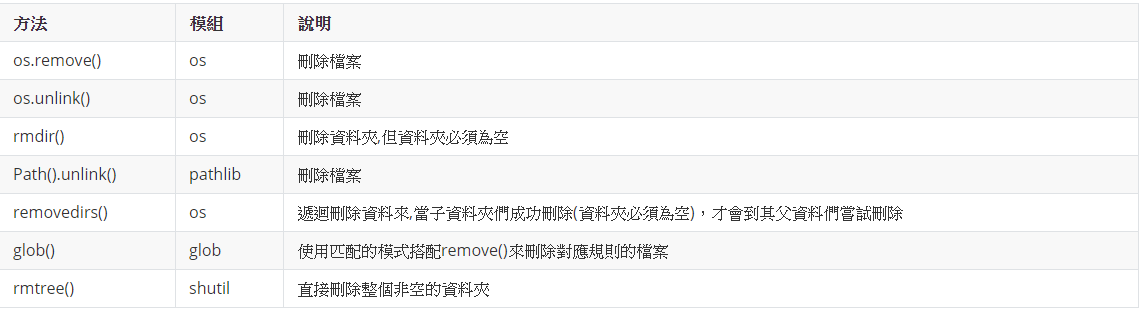 方法 模組 說明
os.remove() os 刪除檔案
os.unlink() os 刪除檔案
rmdir() os 刪除資料夾,但資料夾必須為空
Path().unlink() pathlib 刪除檔案
removedirs() os 遞迴刪除資料來,當子資料夾們成功刪除(資料夾必須為空)，才會到其父資料們嘗試刪除
glob() glob 使用匹配的模式搭配remove()來刪除對應規則的檔案
rmtree() shutil 直接刪除整個非空的資料夾